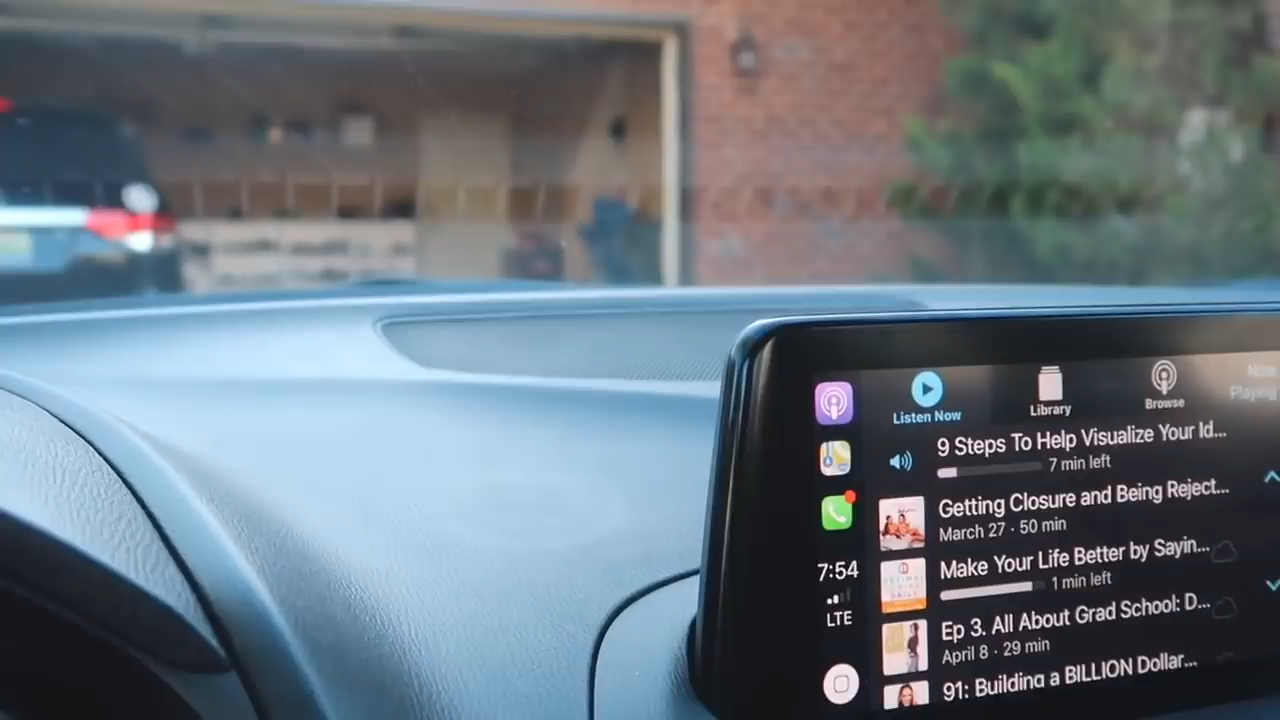 Listen Now
Library
Browse
Now
Playing
9 Steps To Help Visualize Your Id...
7 min left
Getting Closure and Being Reject...
March 27 · 50 min
Make Your Life Better by Sayin...
1 min left
Ep 3. All About Grad School: D...
April 8 · 29 min
91: Building a BILLION Dollar...
7:54
LTE